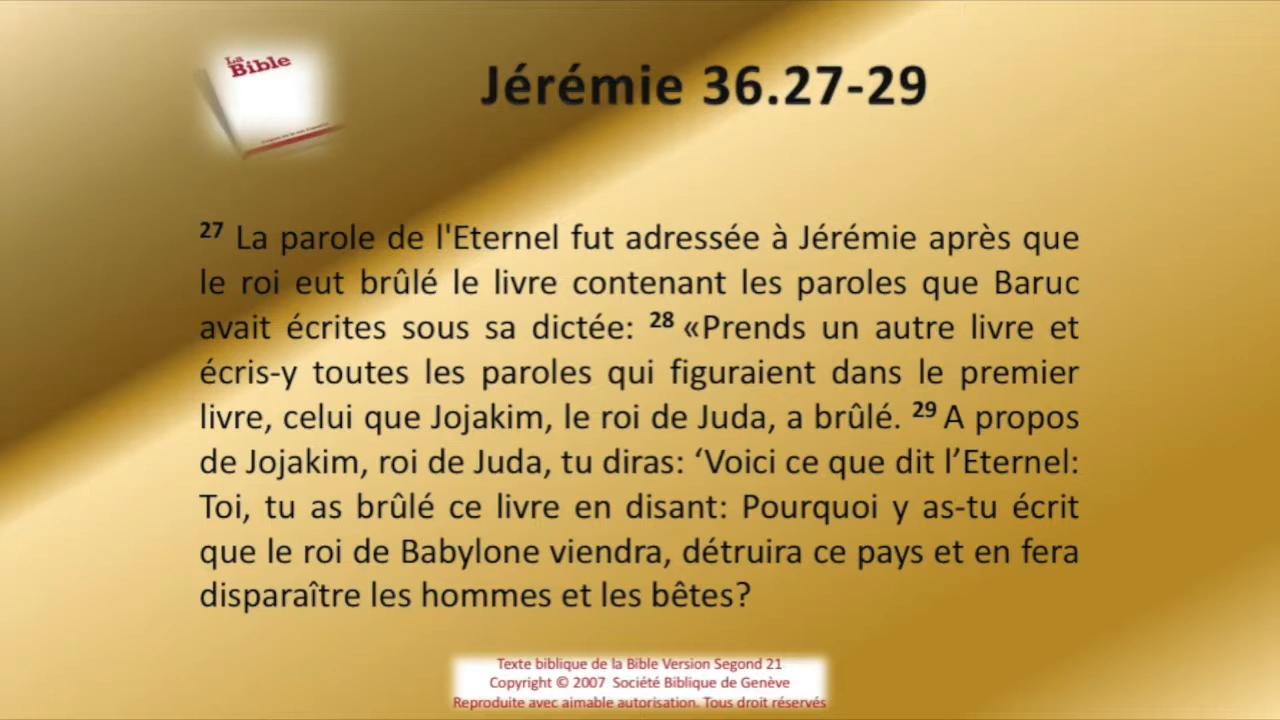 La
Bible
Jérémie 36.27-29
27 La parole de l'Eternel fut adressée à Jérémie après que
le roi eut brûlé le livre contenant les paroles que Baruc
avait écrites sous sa dictée: 28 «Prends un autre livre et
écris-y toutes les paroles qui figuraient dans le premier
livre, celui que Jojakim, le roi de Juda, a brûlé. 29 A propos
de Jojakim, roi de Juda, tu diras: ‘Voici ce que dit l’Eternel:
Toi, tu as brûlé ce livre en disant: Pourquoi y as-tu écrit
que le roi de Babylone viendra, détruira ce pays et en fera
disparaître les hommes et les bêtes?
Texte biblique de la Bible Version Segond 21
Copyright © 2007 Société Biblique de Genève
Reproduite avec aimable autorisation. Tous droit réservés